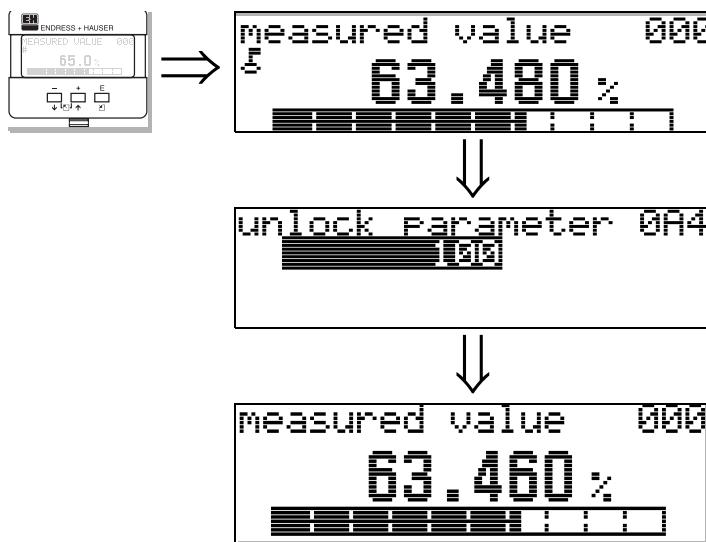 EH ENDRESS + HAUSER
MEASURED VALUE 000
#
65.0 %
- + E
measured value 000
63.480 %
unlock parameter 0A4
100
measured value 000
63.460 %